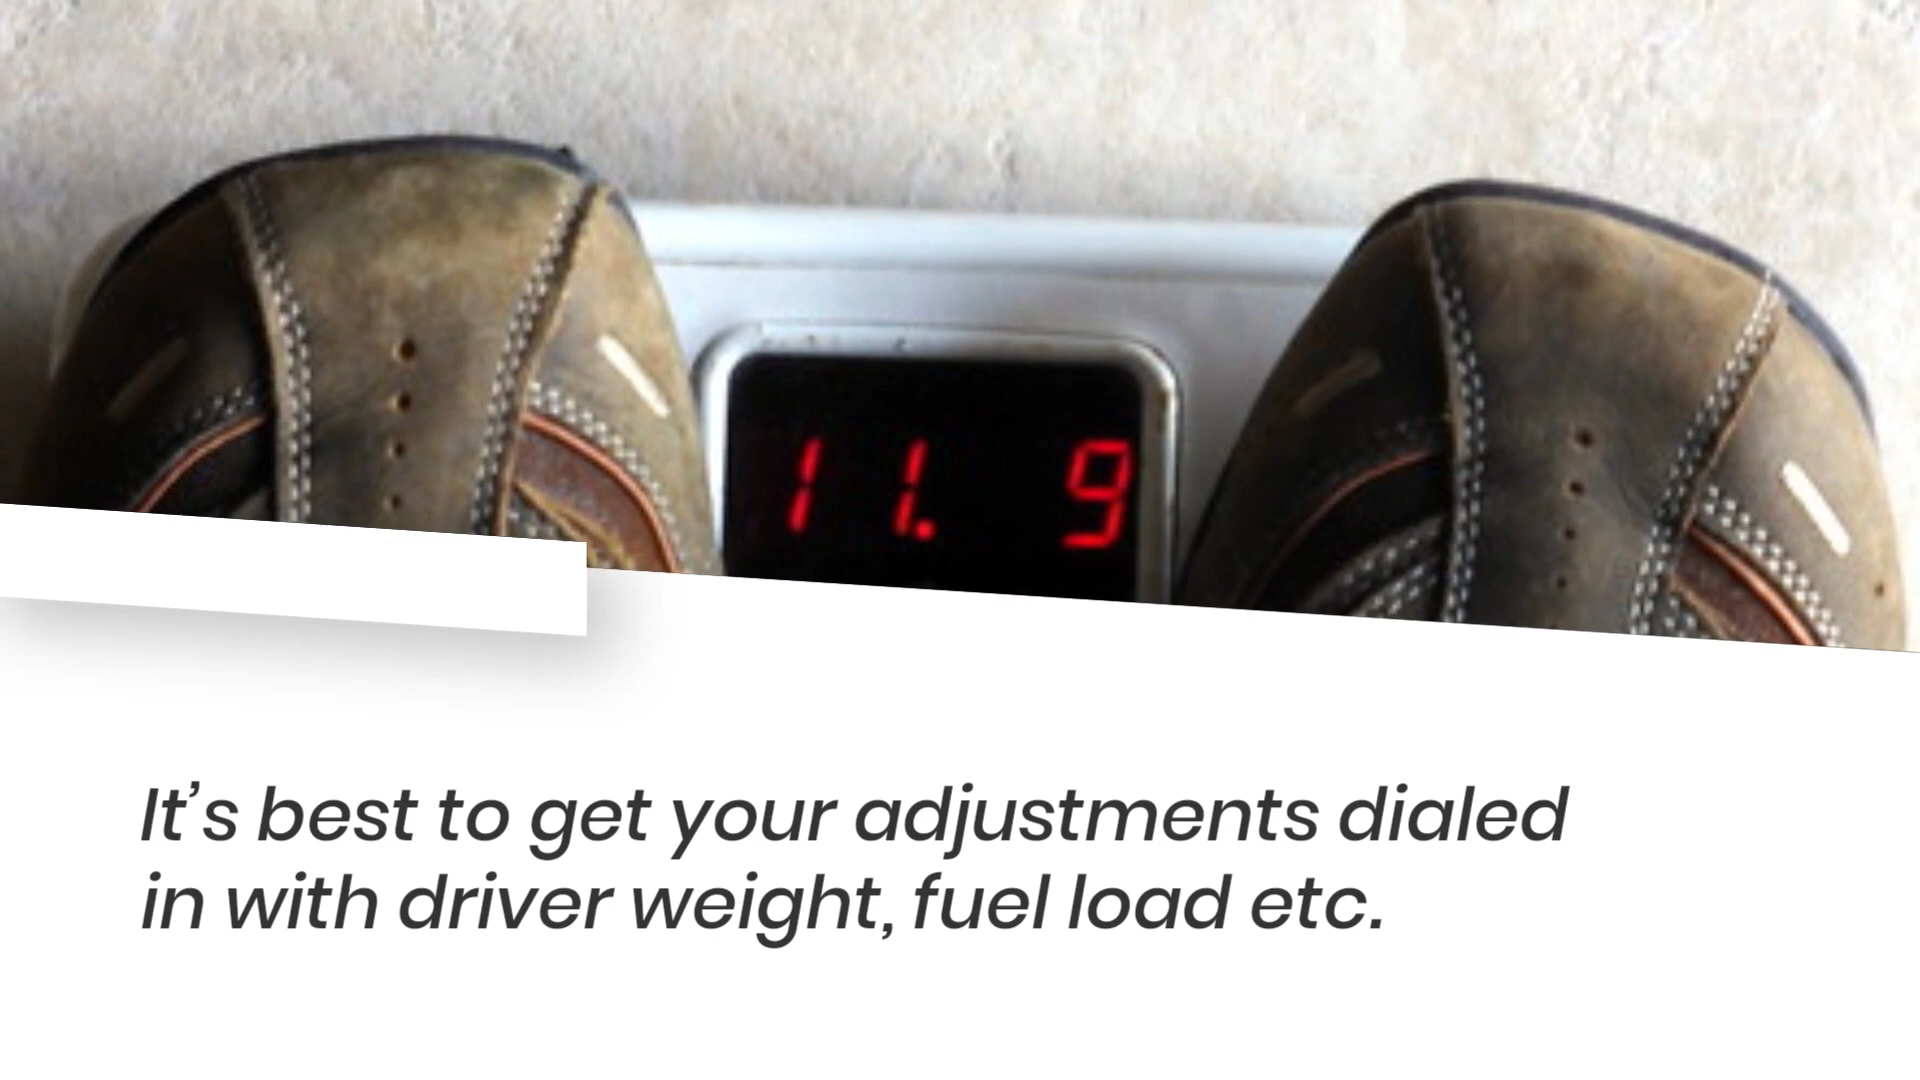 11. 9
It’s best to get your adjustments dialed
in with driver weight, fuel load etc.